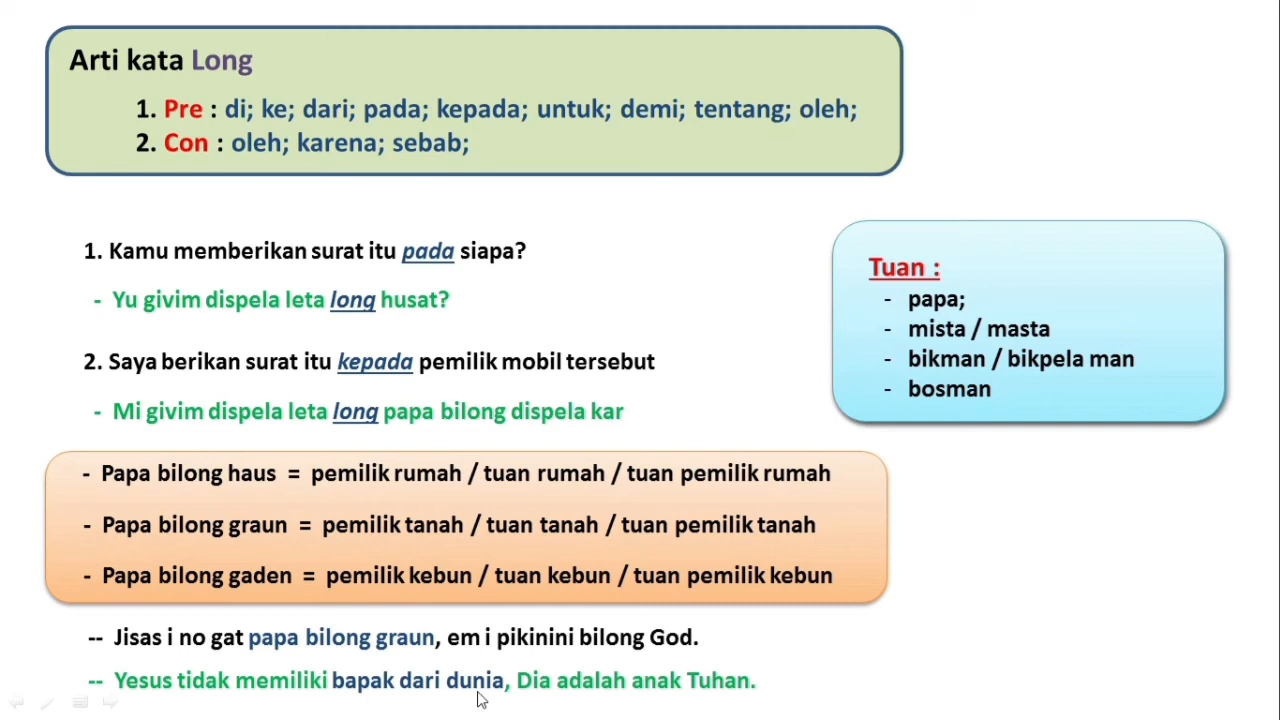 Arti kata Long
1. Pre : di; ke; dari; pada; kepada; untuk; demi; tentang; oleh;
2. Con : oleh; karena; sebab;
1. Kamu memberikan surat itu pada siapa?
- Yu givim dispela leta long husat?
2. Saya berikan surat itu kepada pemilik mobil tersebut
- Mi givim dispela leta long papa bilong dispela kar
Tuan :
- papa;
- mista / masta
- bikman / bikpela man
- bosman
- Papa bilong haus = pemilik rumah / tuan rumah / tuan pemilik rumah
- Papa bilong graun = pemilik tanah / tuan tanah / tuan pemilik tanah
- Papa bilong gaden = pemilik kebun / tuan kebun / tuan pemilik kebun
-- Jisas i no gat papa bilong graun, em i pikinini bilong God.
-- Yesus tidak memiliki bapak dari dunia, Dia adalah anak Tuhan.